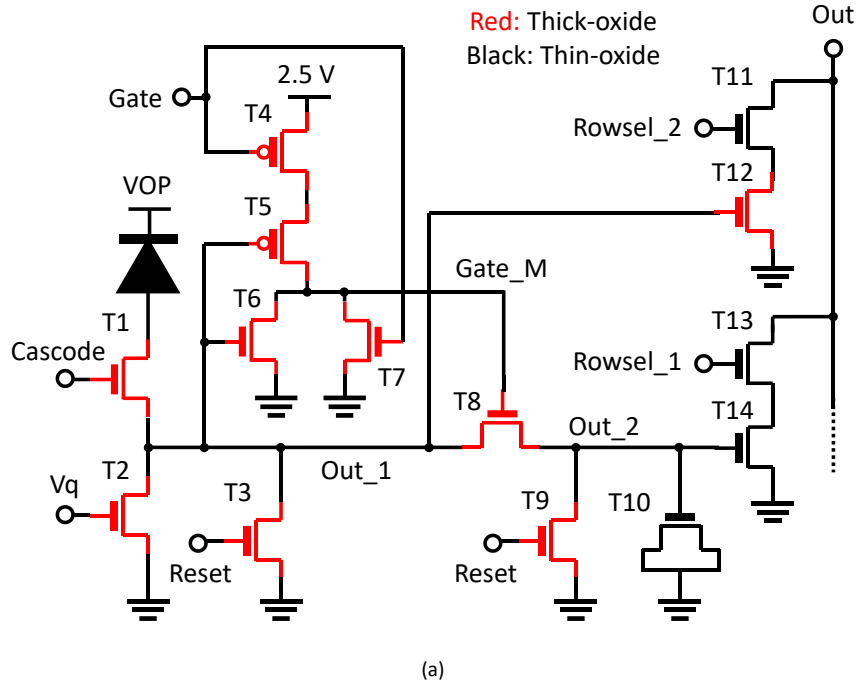 Red: Thick-oxide
Black: Thin-oxide
Out
Gate
2.5 V
T4
T11
Rowsel_2
VOP
T5
T12
Gate_M
T1
T6
T13
Cascode
T7
Rowsel_1
T8
T14
Out_2
T2
Out_1
Vq
T3
T9
T10
Reset
Reset
(a)